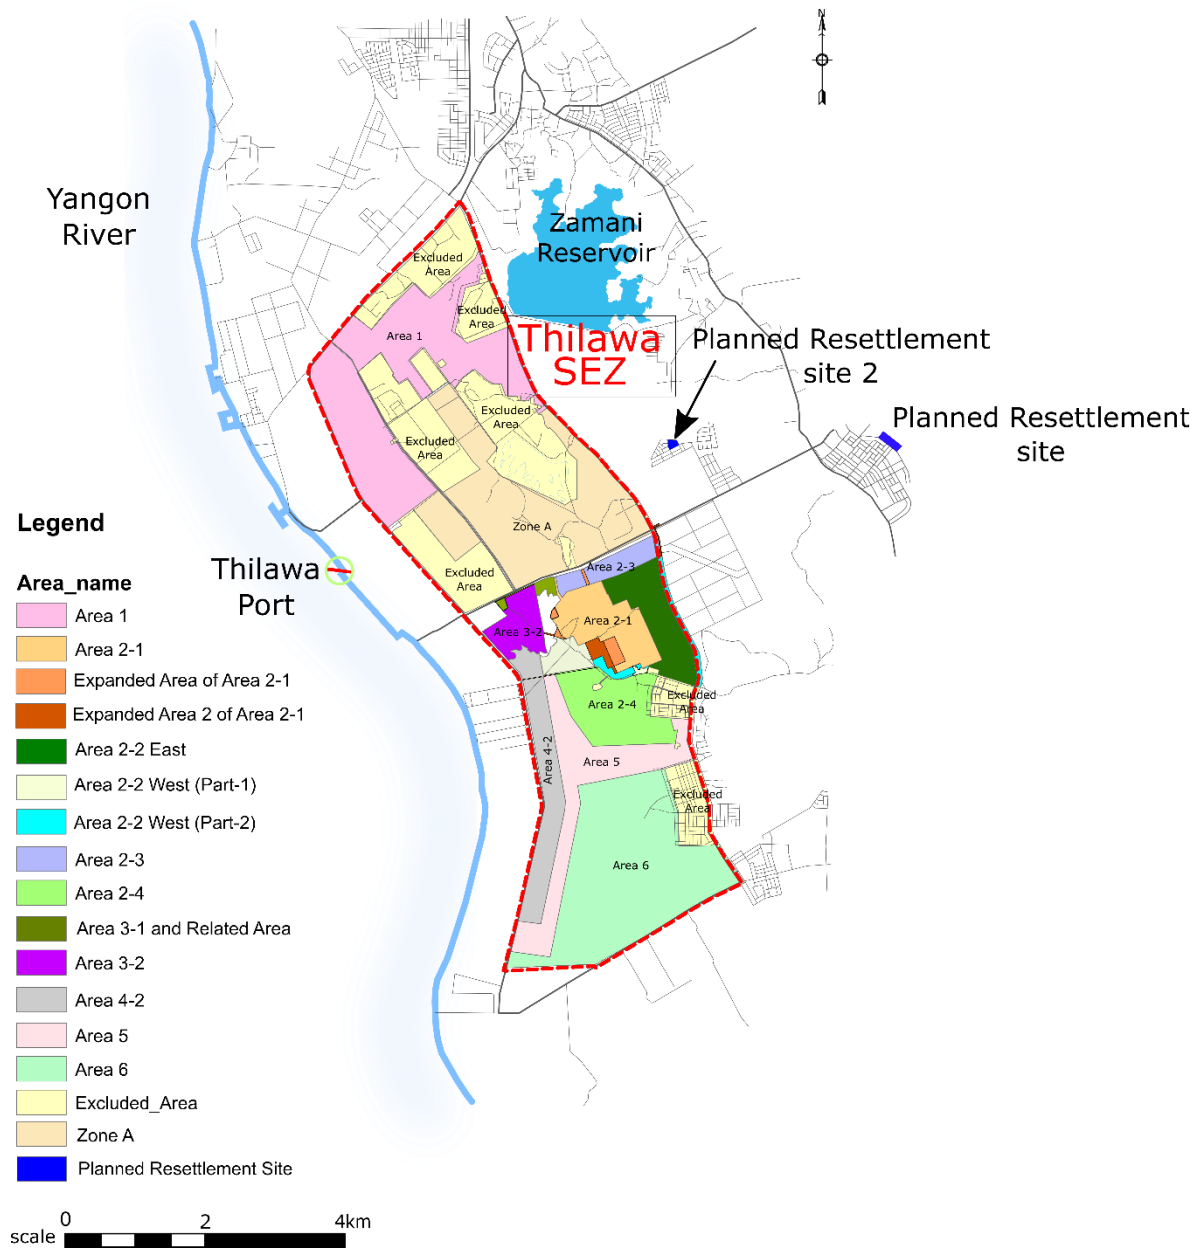 N
Yangon
River
Zamani
Reservoir
Excluded
Area
Excluded
Area
Area 1
Thilawa
SEZ
Planned Resettlement
site 2
Planned Resettlement
site
Excluded
Area
Excluded
Area
Zone A
Excluded
Area
Thilawa
Port
Area 2-3
Area 2-1
Area 3-2
Excluded
Area
Area 2-4
Area 4-2
Area 5
Excluded
Area
Area 6
Legend
Area_name
Area 1
Area 2-1
Expanded Area of Area 2-1
Expanded Area 2 of Area 2-1
Area 2-2 East
Area 2-2 West (Part-1)
Area 2-2 West (Part-2)
Area 2-3
Area 2-4
Area 3-1 and Related Area
Area 3-2
Area 4-2
Area 5
Area 6
Excluded_Area
Zone A
Planned Resettlement Site
0 2 4km
scale